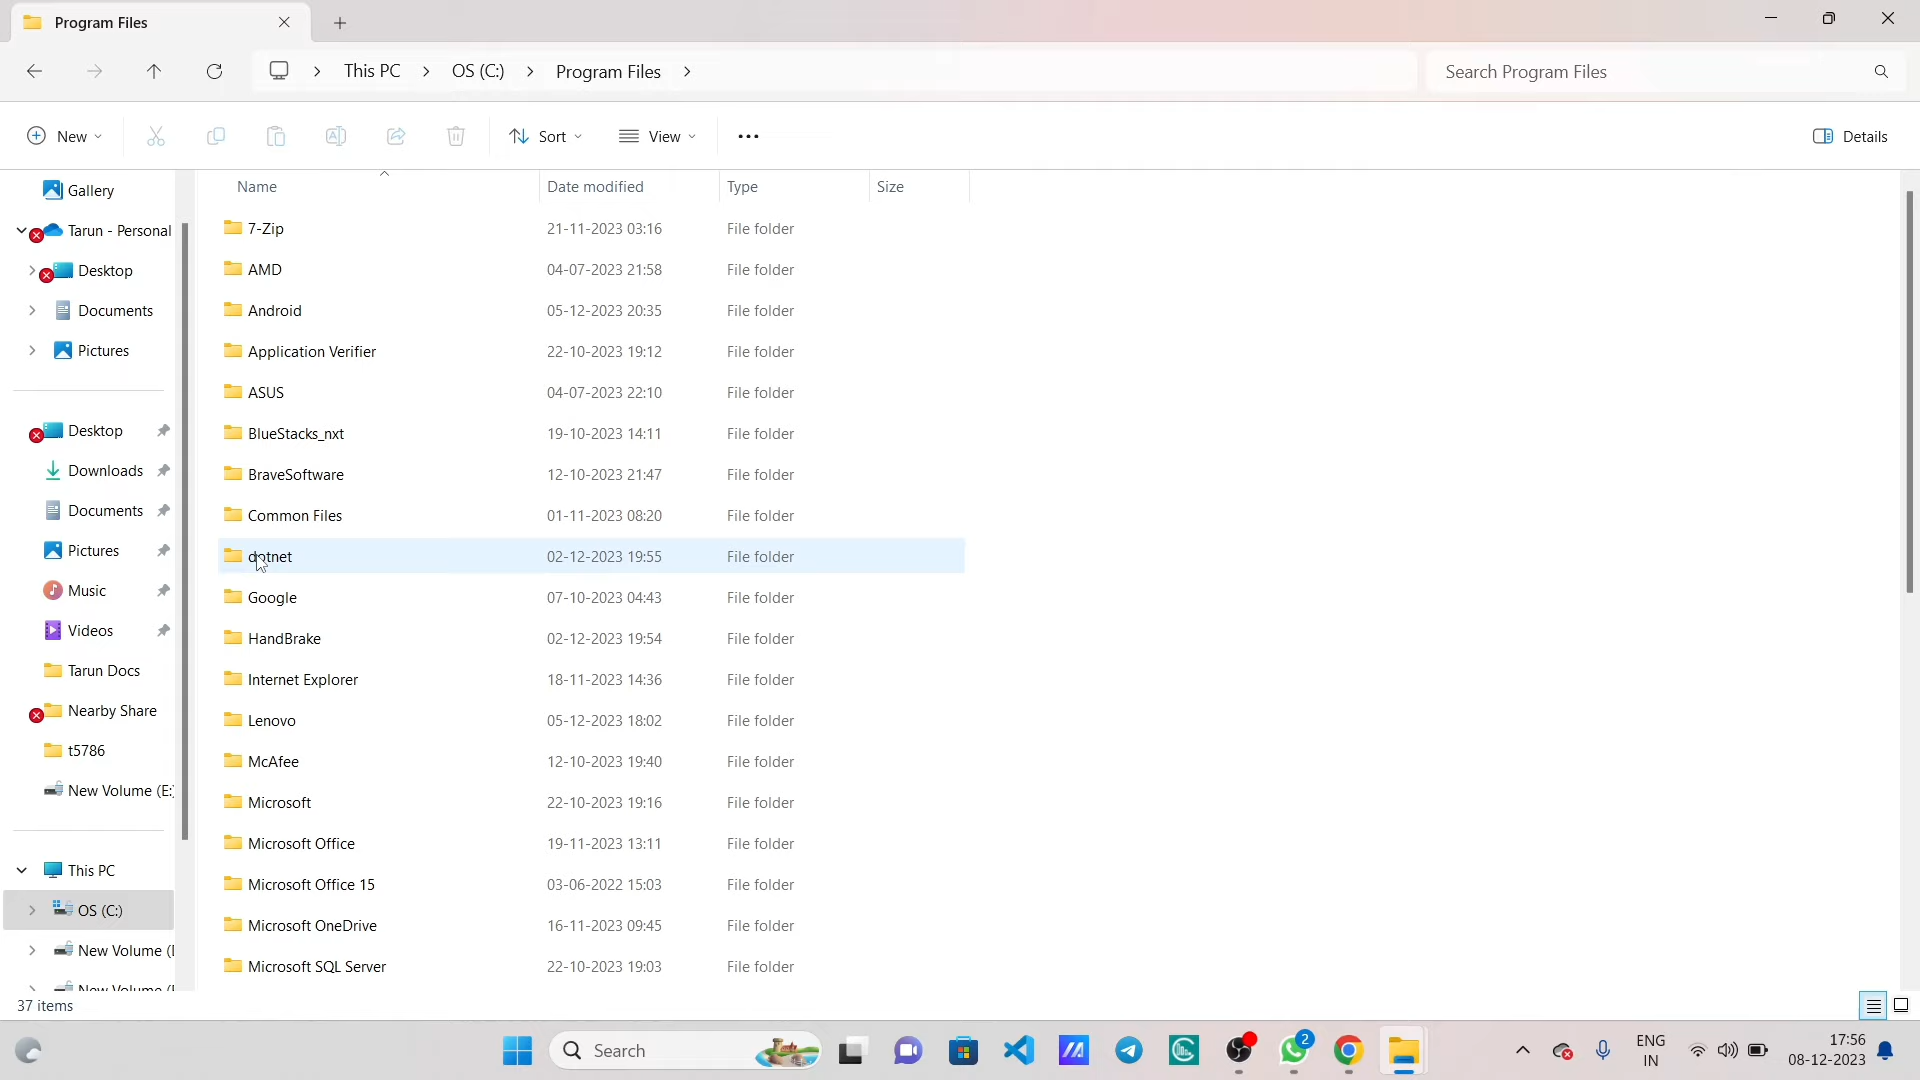 Program Files
This PC > OS (C:) > Program Files >
Search Program Files
New
Sort
View
Details
Name Date modified Type Size
Gallery
Tarun - Personal
Desktop
Documents
Pictures
Desktop
Downloads
Documents
Pictures
Music
Videos
Tarun Docs
Nearby Share
t5786
New Volume (E:
This PC
OS (C:)
New Volume (
New Volume (
7-Zip 21-11-2023 03:16 File folder
AMD 04-07-2023 21:58 File folder
Android 05-12-2023 20:35 File folder
Application Verifier 22-10-2023 19:12 File folder
ASUS 04-07-2023 22:10 File folder
BlueStacks_nxt 19-10-2023 14:11 File folder
BraveSoftware 12-10-2023 21:47 File folder
Common Files 01-11-2023 08:20 File folder
dotnet 02-12-2023 19:55 File folder
Google 07-10-2023 04:43 File folder
HandBrake 02-12-2023 19:54 File folder
Internet Explorer 18-11-2023 14:36 File folder
Lenovo 05-12-2023 18:02 File folder
McAfee 12-10-2023 19:40 File folder
Microsoft 22-10-2023 19:16 File folder
Microsoft Office 19-11-2023 13:11 File folder
Microsoft Office 15 03-06-2022 15:03 File folder
Microsoft OneDrive 16-11-2023 09:45 File folder
Microsoft SQL Server 22-10-2023 19:03 File folder
37 items
Search
2
ENG
IN
17:56
08-12-2023